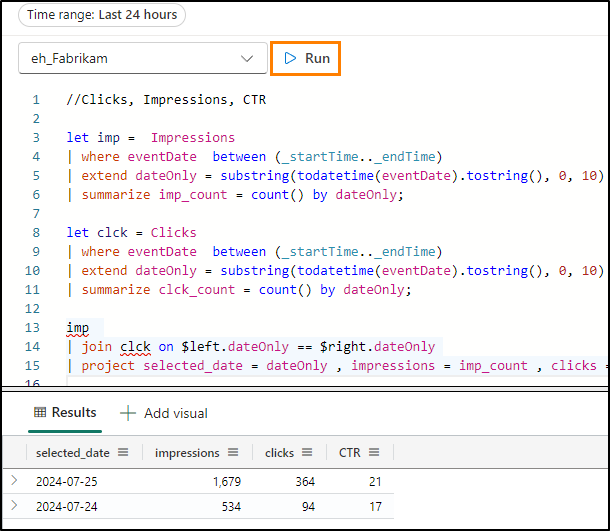 Time range: Last 24 hours
eh_Fabrikam
Run
1 //Clicks, Impressions, CTR
2
3 let imp =  Impressions
4 | where eventDate  between (_startTime.._endTime)
5 | extend dateOnly = substring(todatetime(eventDate).tostring(), 0, 10)
6 | summarize imp_count = count() by dateOnly;
7
8 let clck = Clicks
9 | where eventDate  between (_startTime.._endTime)
10 | extend dateOnly = substring(todatetime(eventDate).tostring(), 0, 10)
11 | summarize clck_count = count() by dateOnly;
12
13 imp
14 | join clck on $left.dateOnly == $right.dateOnly
15 | project selected_date = dateOnly , impressions = imp_count , clicks =
16
Results Add visual
selected_date impressions clicks CTR
2024-07-25 1,679 364 21
2024-07-24 534 94 17